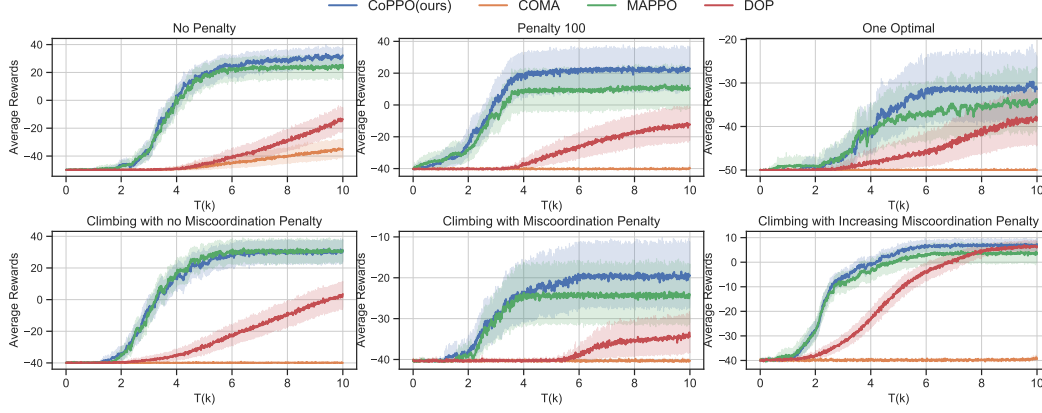 CoPPO(ours) COMA MAPPO DOP
No Penalty
Average Rewards
40
20
0
−20
−40
0 2 4 6 8 10
T(k)
Penalty 100
Average Rewards
40
20
0
−20
−40
0 2 4 6 8 10
T(k)
One Optimal
Average Rewards
−20
−30
−40
−50
0 2 4 6 8 10
T(k)
Climbing with no Miscoordination Penalty
Average Rewards
40
20
0
−20
−40
0 2 4 6 8 10
T(k)
Climbing with Miscoordination Penalty
Average Rewards
−10
−20
−30
−40
0 2 4 6 8 10
T(k)
Climbing with Increasing Miscoordination Penalty
Average Rewards
10
0
−10
−20
−30
−40
0 2 4 6 8 10
T(k)